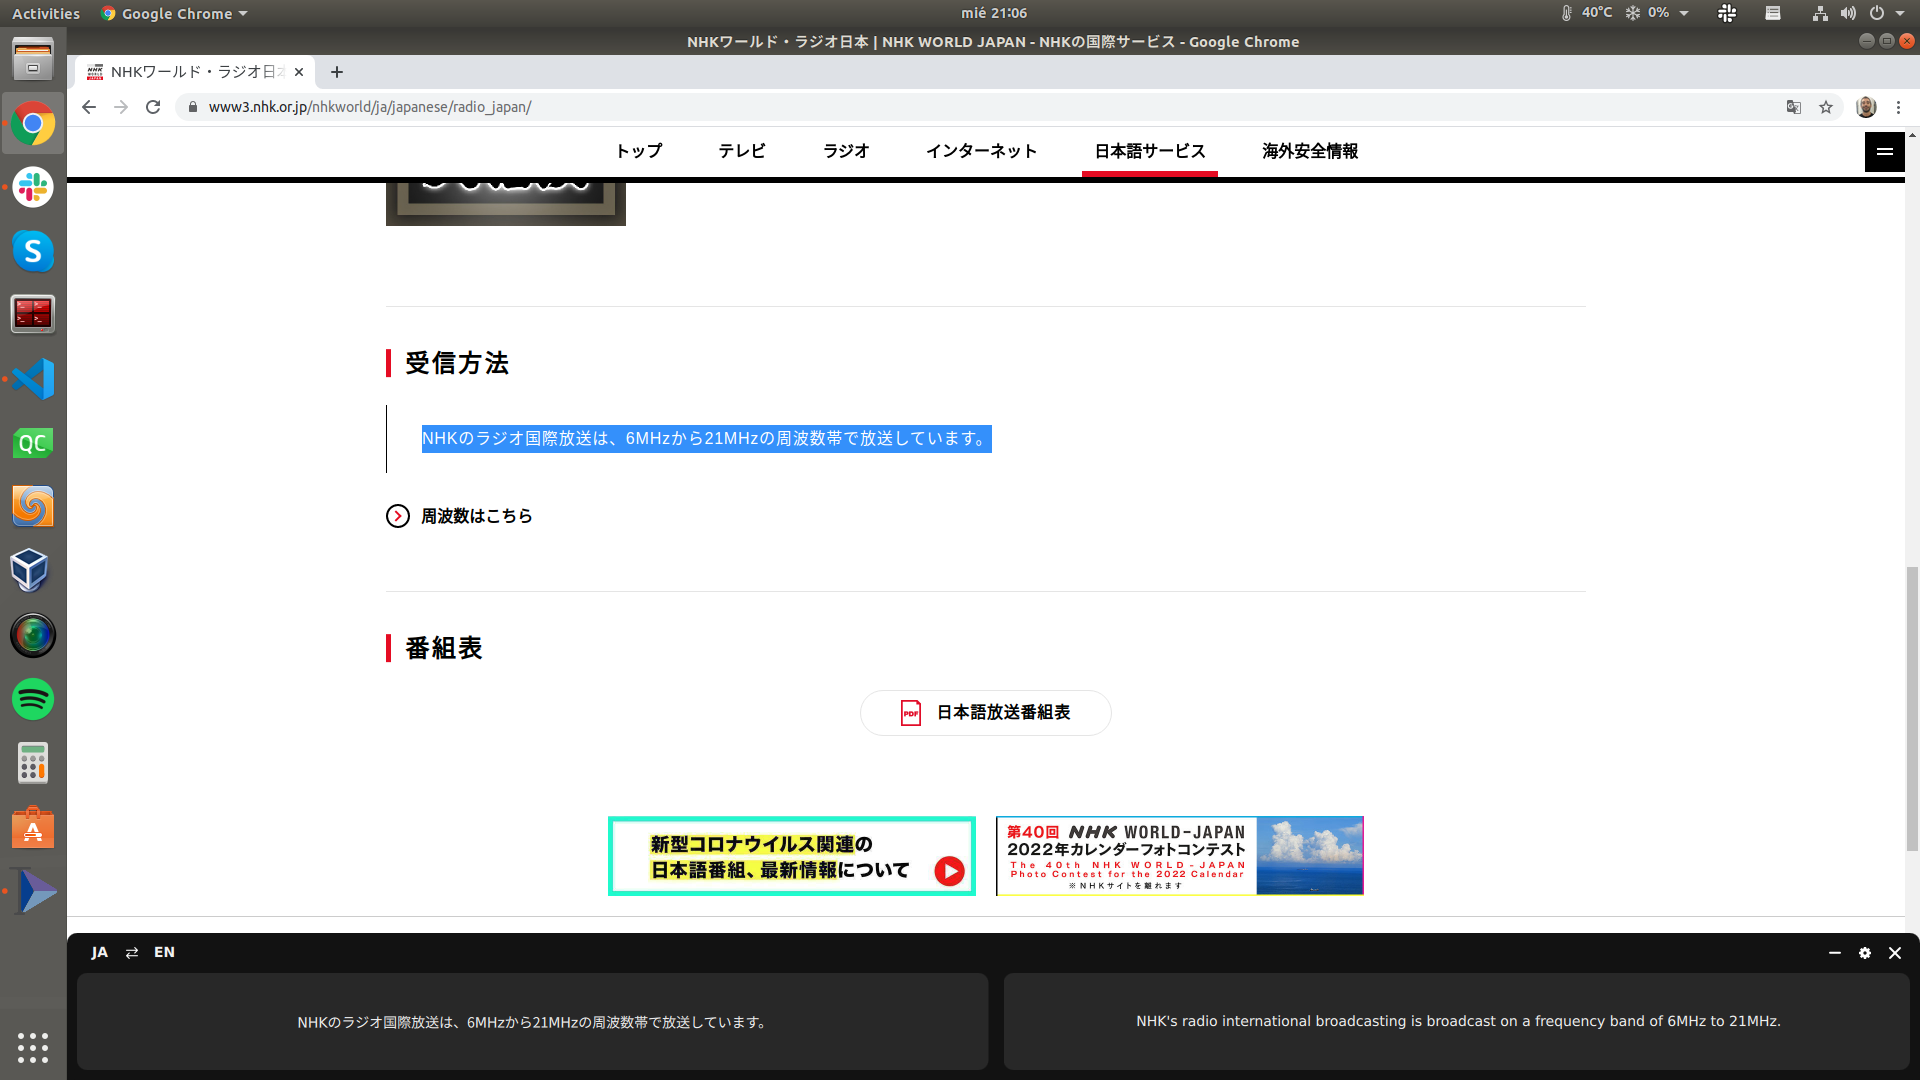 Activities
Google Chrome
mié 21:06
40°C
0%
NHKワールド・ラジオ日本 | NHK WORLD JAPAN - NHKの国際サービス - Google Chrome
NHKワールド・ラジオ日本
www3.nhk.or.jp/nhkworld/ja/japanese/radio_japan/
トップ
テレビ
ラジオ
インターネット
日本語サービス
海外安全情報
受信方法
NHKのラジオ国際放送は、6MHzから21MHzの周波数帯で放送しています。
周波数はこちら
番組表
PDF
日本語放送番組表
新型コロナウイルス関連の
日本語番組、最新情報について
第40回 NHK WORLD-JAPAN
2022年カレンダーフォトコンテスト
The 40th NHK WORLD-JAPAN
Photo Contest for the 2022 Calendar
※NHKサイトを離れます
JA
EN
NHKのラジオ国際放送は、6MHzから21MHzの周波数帯で放送しています。
NHK's radio international broadcasting is broadcast on a frequency band of 6MHz to 21MHz.
S
QC
A